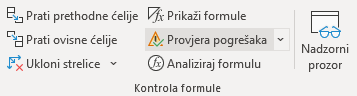 Prati prethodne ćelije
Prati ovisne ćelije
Ukloni strelice
Prikaži formule
Provjera pogrešaka
Analiziraj formulu
Nadzorni
prozor
Kontrola formule